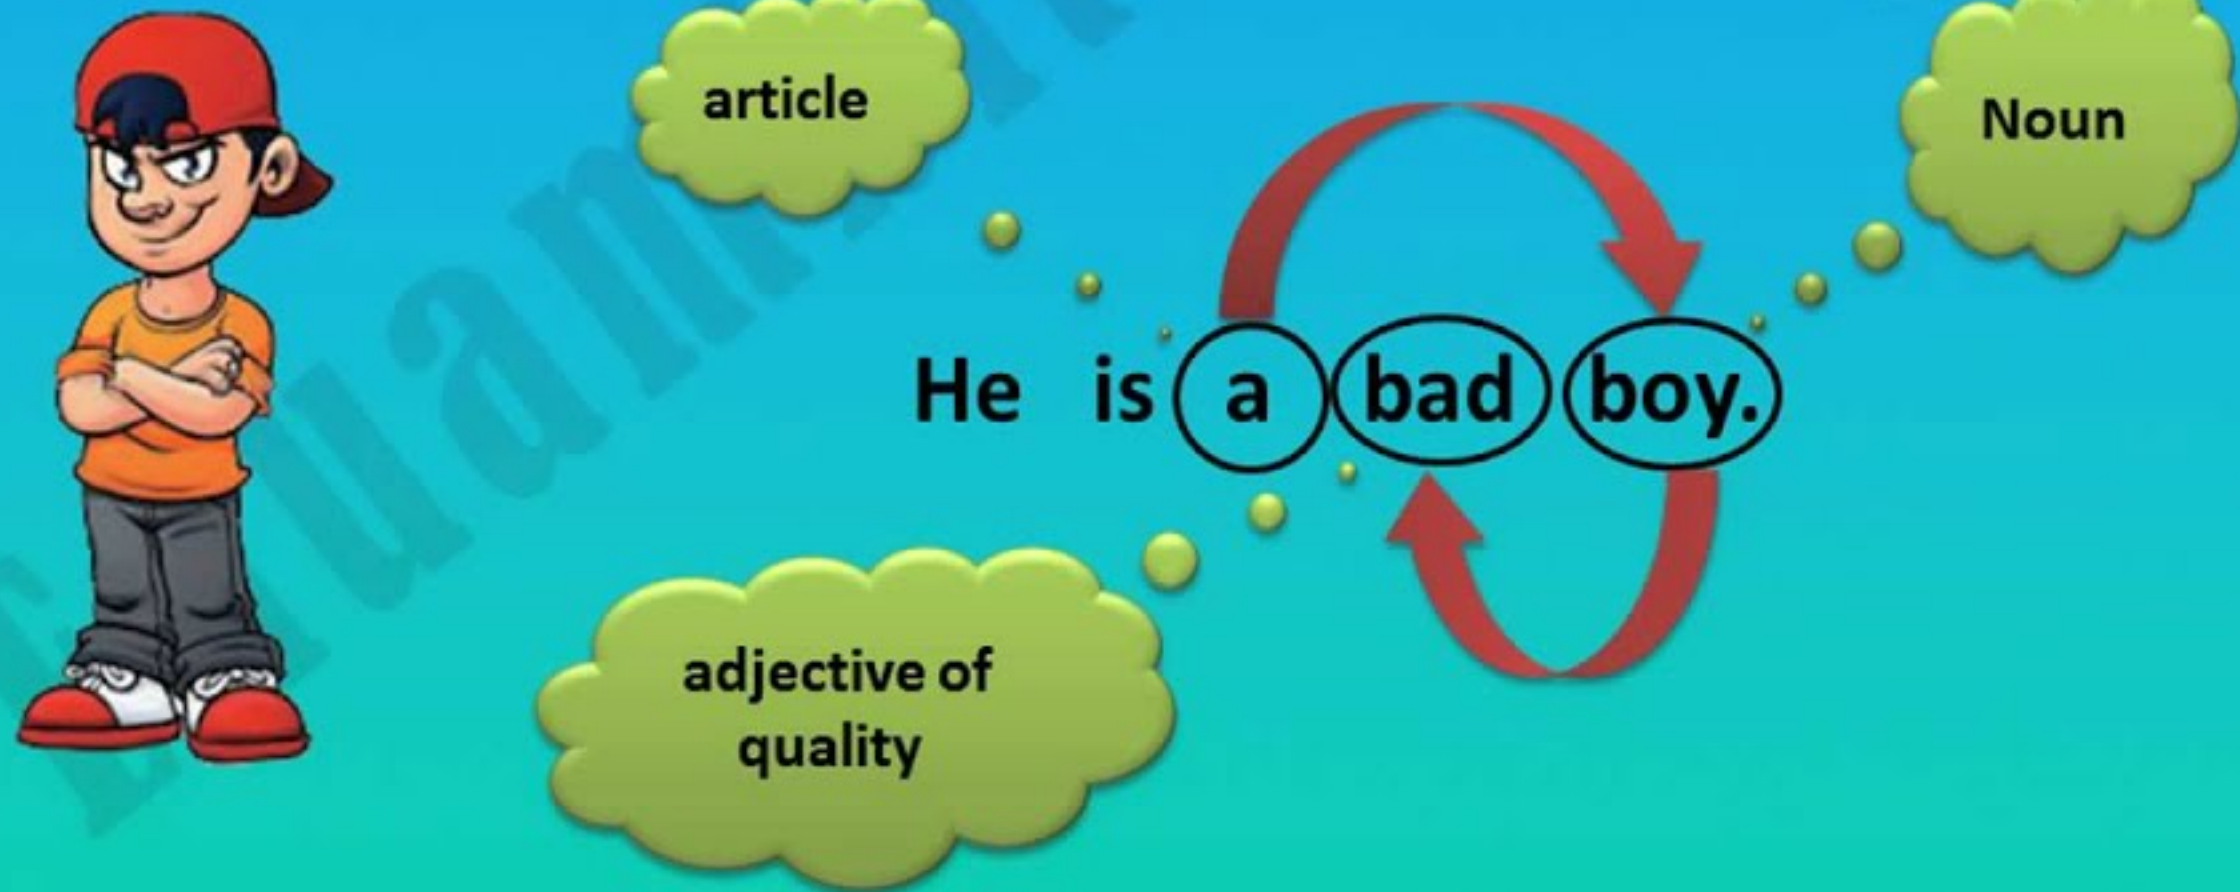 article
Noun
He is a bad boy.
adjective of
quality